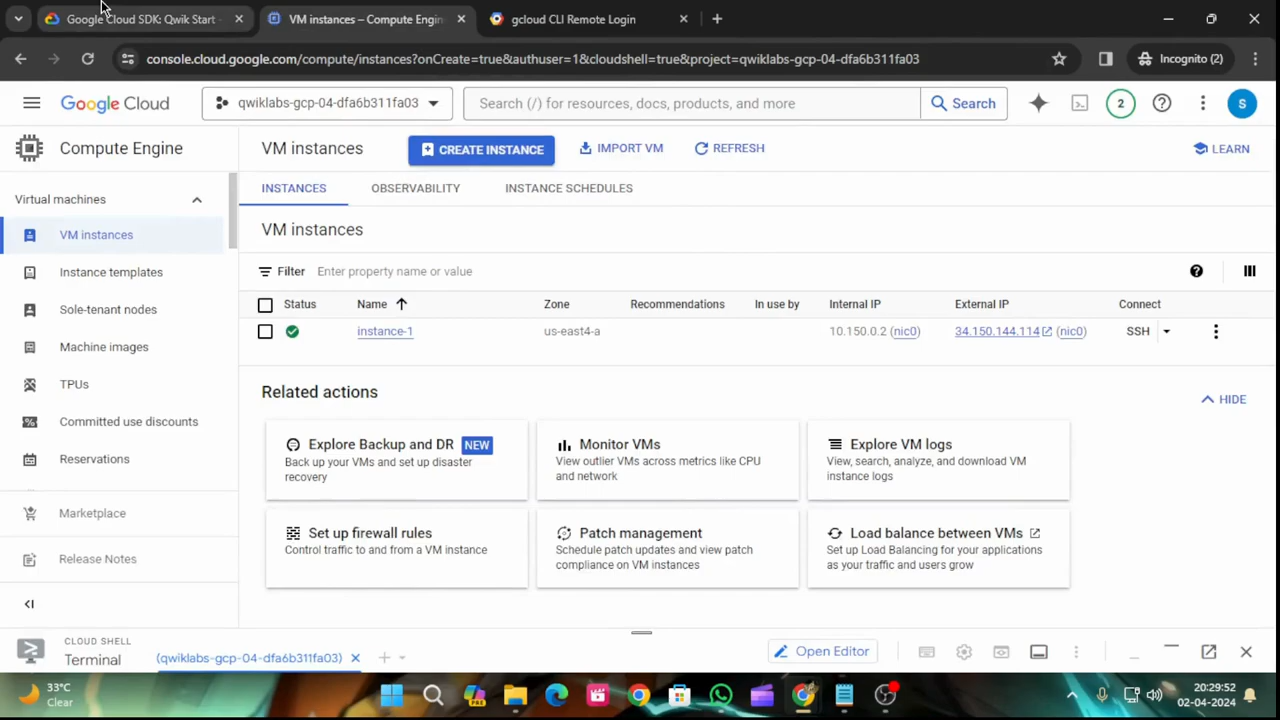 Google Cloud SDK: Qwik Start -
VM instances – Compute Engin
gcloud CLI Remote Login
console.cloud.google.com/compute/instances?onCreate=true&authuser=1&cloudshell=true&project=qwiklabs-gcp-04-dfa6b311fa03
Incognito (2)
Google Cloud
qwiklabs-gcp-04-dfa6b311fa03
Search (/) for resources, docs, products, and more
Search
2
S
Compute Engine
VM instances
CREATE INSTANCE
IMPORT VM
REFRESH
LEARN
Virtual machines
VM instances
Instance templates
Sole-tenant nodes
Machine images
TPUs
Committed use discounts
Reservations
Marketplace
Release Notes
INSTANCES
OBSERVABILITY
INSTANCE SCHEDULES
VM instances
Filter
Enter property name or value
Status
Name
Zone
Recommendations
In use by
Internal IP
External IP
Connect
instance-1
us-east4-a
10.150.0.2 (nic0)
34.150.144.114 (nic0)
SSH
Related actions
HIDE
Explore Backup and DR NEW
Back up your VMs and set up disaster
recovery
Monitor VMs
View outlier VMs across metrics like CPU
and network
Explore VM logs
View, search, analyze, and download VM
instance logs
Set up firewall rules
Control traffic to and from a VM instance
Patch management
Schedule patch updates and view patch
compliance on VM instances
Load balance between VMs
Set up Load Balancing for your applications
as your traffic and users grow
CLOUD SHELL
Terminal
(qwiklabs-gcp-04-dfa6b311fa03)
Open Editor
33°C
Clear
PRE
20:29:52
02-04-2024